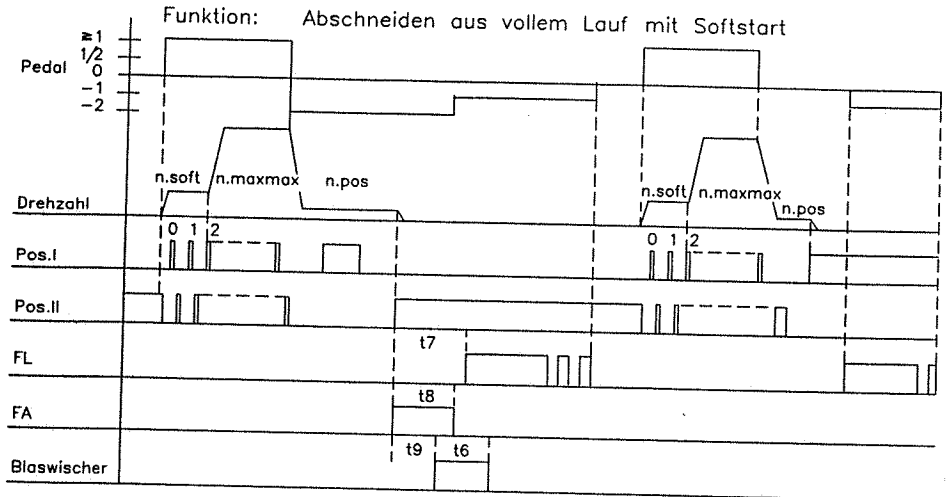 Funktion: Abschneiden aus vollem Lauf mit Softstart
≥1
1/2
Pedal 0
-1
-2
n.soft n.maxmax n.pos n.soft n.maxmax n.pos
Drehzahl
0 1 2 0 1 2
Pos.I
Pos.II
t7
FL
t8
FA
t9 t6
Blaswischer